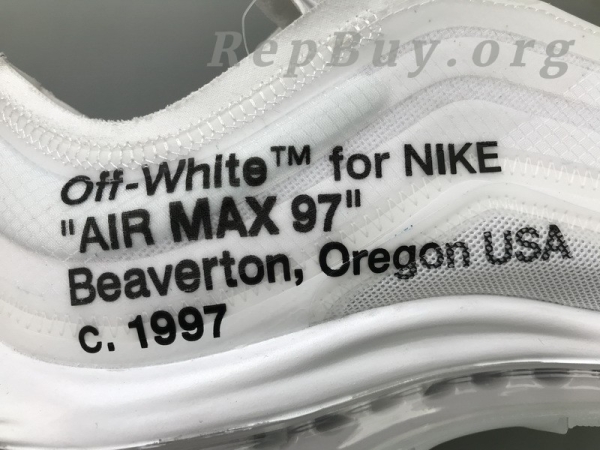 RepBuy.org
Off-White™ for NIKE
"AIR MAX 97"
Beaverton, Oregon USA
c. 1997